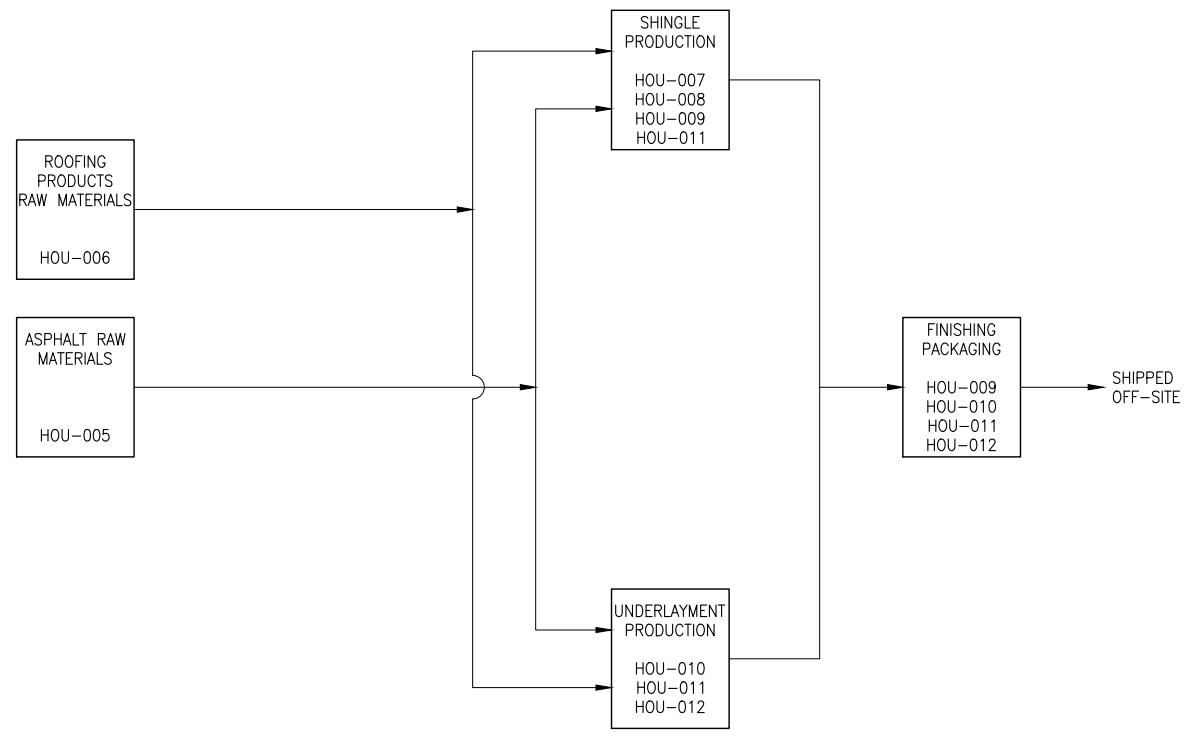 SHINGLE
PRODUCTION
HOU-007
HOU-008
HOU-009
HOU-011
ROOFING
PRODUCTS
RAW MATERIALS
HOU-006
ASPHALT RAW
MATERIALS
HOU-005
FINISHING
PACKAGING
HOU-009
HOU-010
HOU-011
HOU-012
SHIPPED
OFF-SITE
UNDERLAYMENT
PRODUCTION
HOU-010
HOU-011
HOU-012